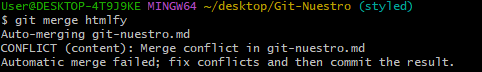 User@DESKTOP-4T9J9KE MINGW64 ~/desktop/Git-Nuestro (styled)
$ git merge htmlfy
Auto-merging git-nuestro.md
CONFLICT (content): Merge conflict in git-nuestro.md
Automatic merge failed; fix conflicts and then commit the result.